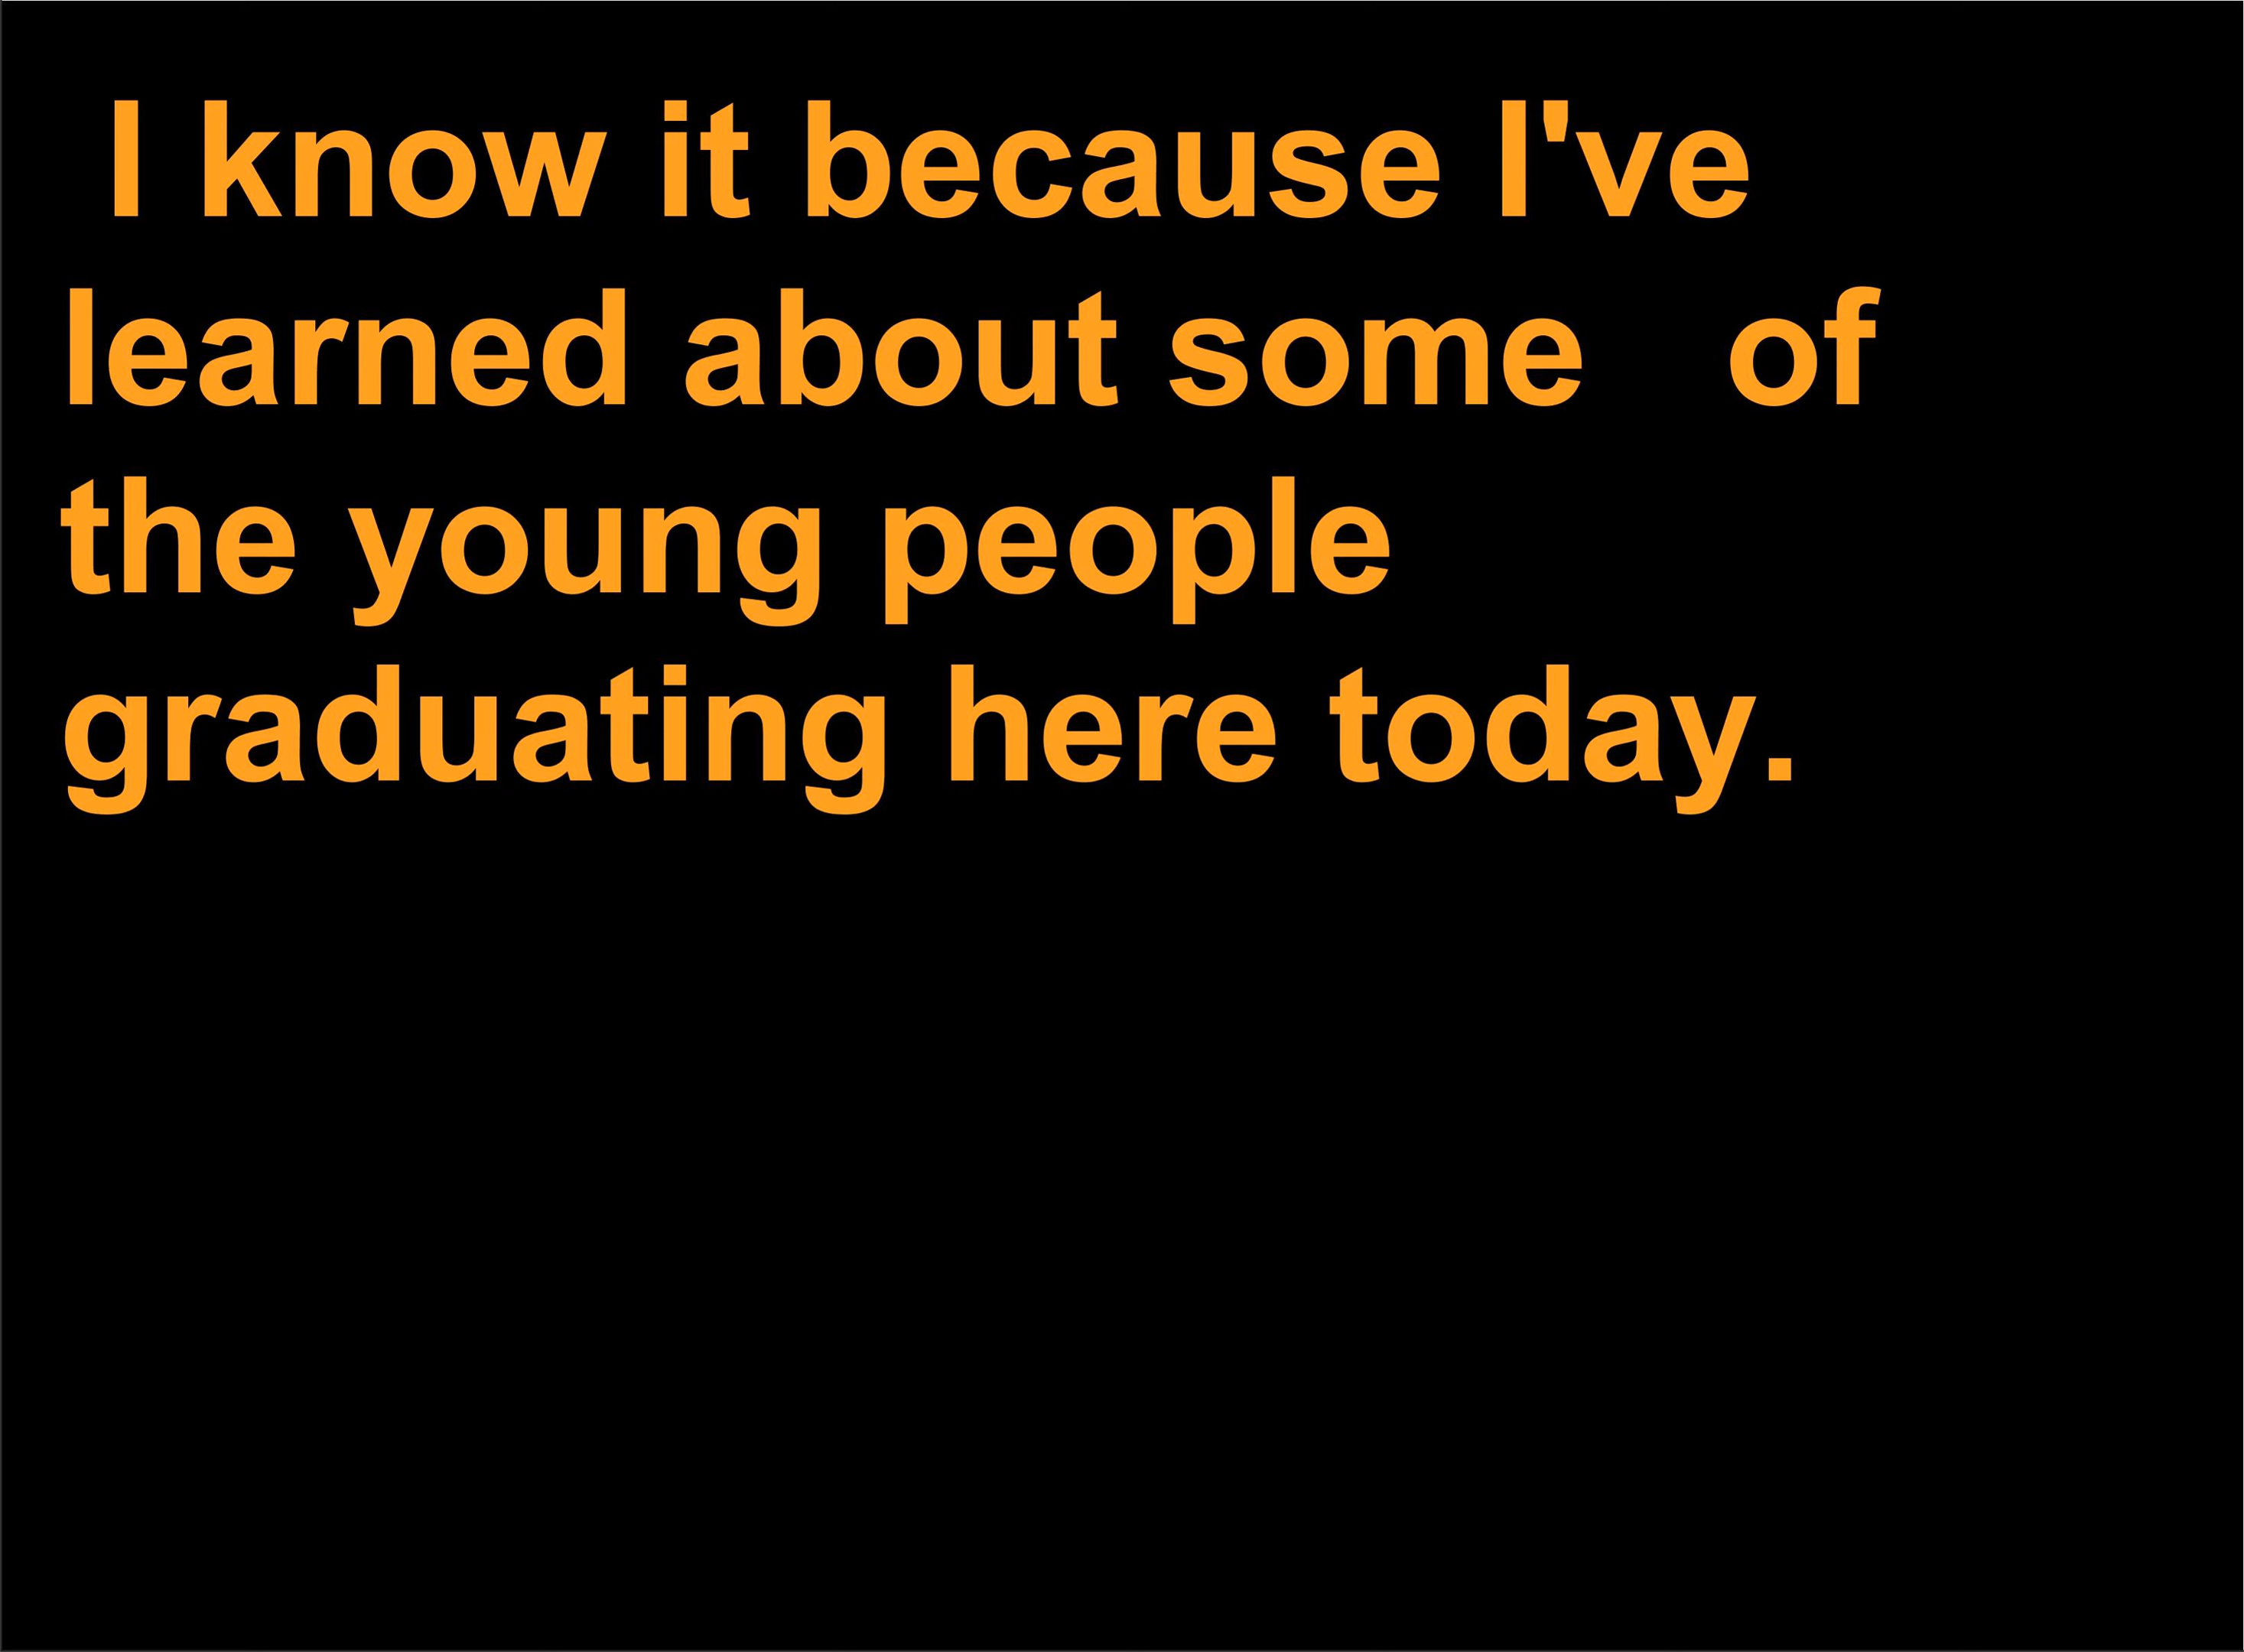 I know it because I've
learned about some of
the young people
graduating here today.